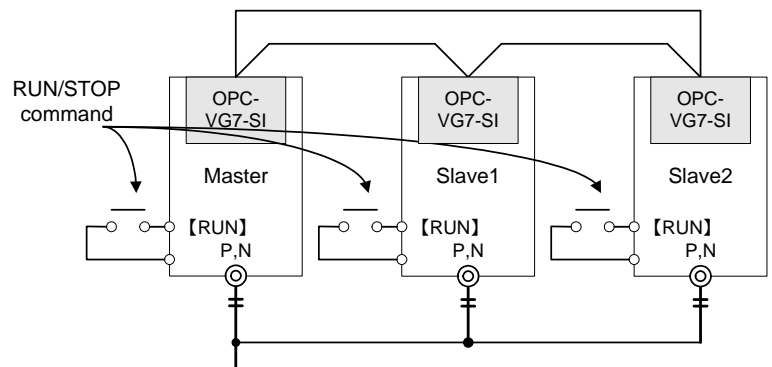 RUN/STOP
command
OPC-
VG7-SI
Master
【RUN】
P,N
OPC-
VG7-SI
Slave1
【RUN】
P,N
OPC-
VG7-SI
Slave2
【RUN】
P,N